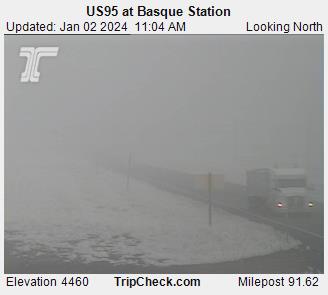 US95 at Basque Station
Updated: Jan 02 2024 11:04 AM Looking North
Elevation 4460 TripCheck.com Milepost 91.62